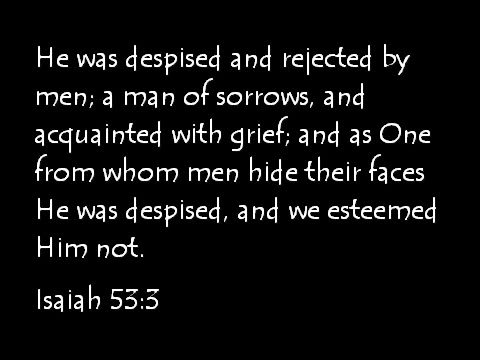 He was despised and rejected by
men; a man of sorrows, and
acquainted with grief; and as One
from whom men hide their faces
He was despised, and we esteemed
Him not.
Isaiah 53:3